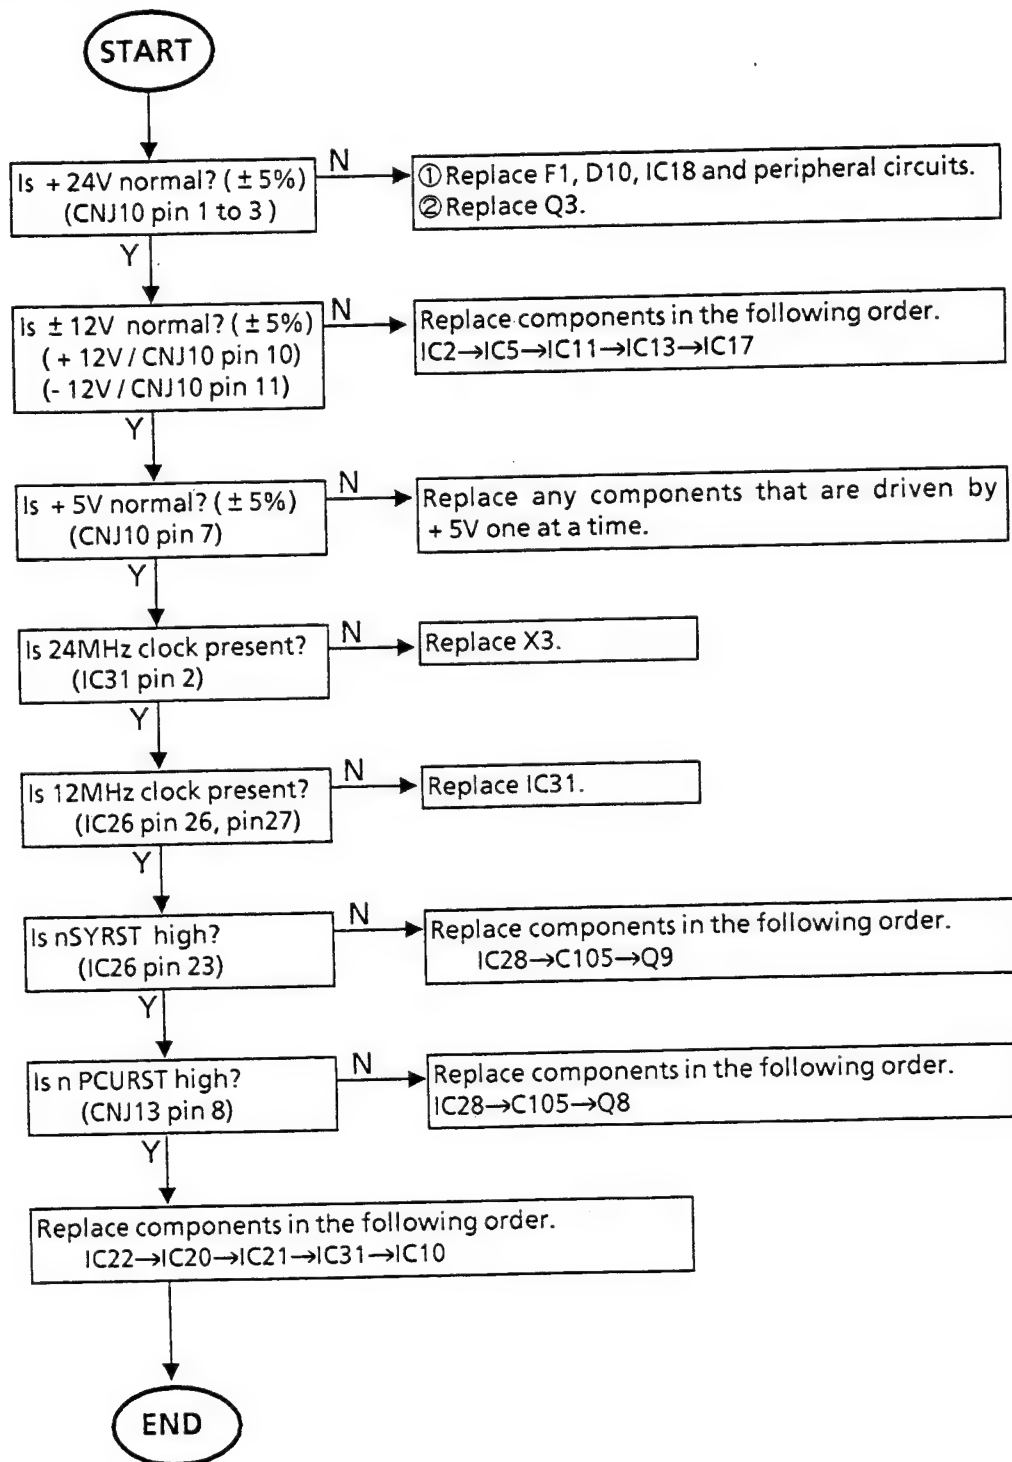 START
Is + 24V normal? ( ± 5%)
(CNJ10 pin 1 to 3 )
N
①Replace F1, D10, IC18 and peripheral circuits.
②Replace Q3.
Y
Is ± 12V normal? ( ± 5%)
( + 12V / CNJ10 pin 10)
(- 12V / CNJ10 pin 11)
N
Replace components in the following order.
IC2→IC5→IC11→IC13→IC17
Y
Is + 5V normal? ( ± 5%)
(CNJ10 pin 7)
N
Replace any components that are driven by
+ 5V one at a time.
Y
Is 24MHz clock present?
(IC31 pin 2)
N
Replace X3.
Y
Is 12MHz clock present?
(IC26 pin 26, pin27)
N
Replace IC31.
Y
Is nSYRST high?
(IC26 pin 23)
N
Replace components in the following order.
IC28→C105→Q9
Y
Is n PCURST high?
(CNJ13 pin 8)
N
Replace components in the following order.
IC28→C105→Q8
Y
Replace components in the following order.
IC22→IC20→IC21→IC31→IC10
END